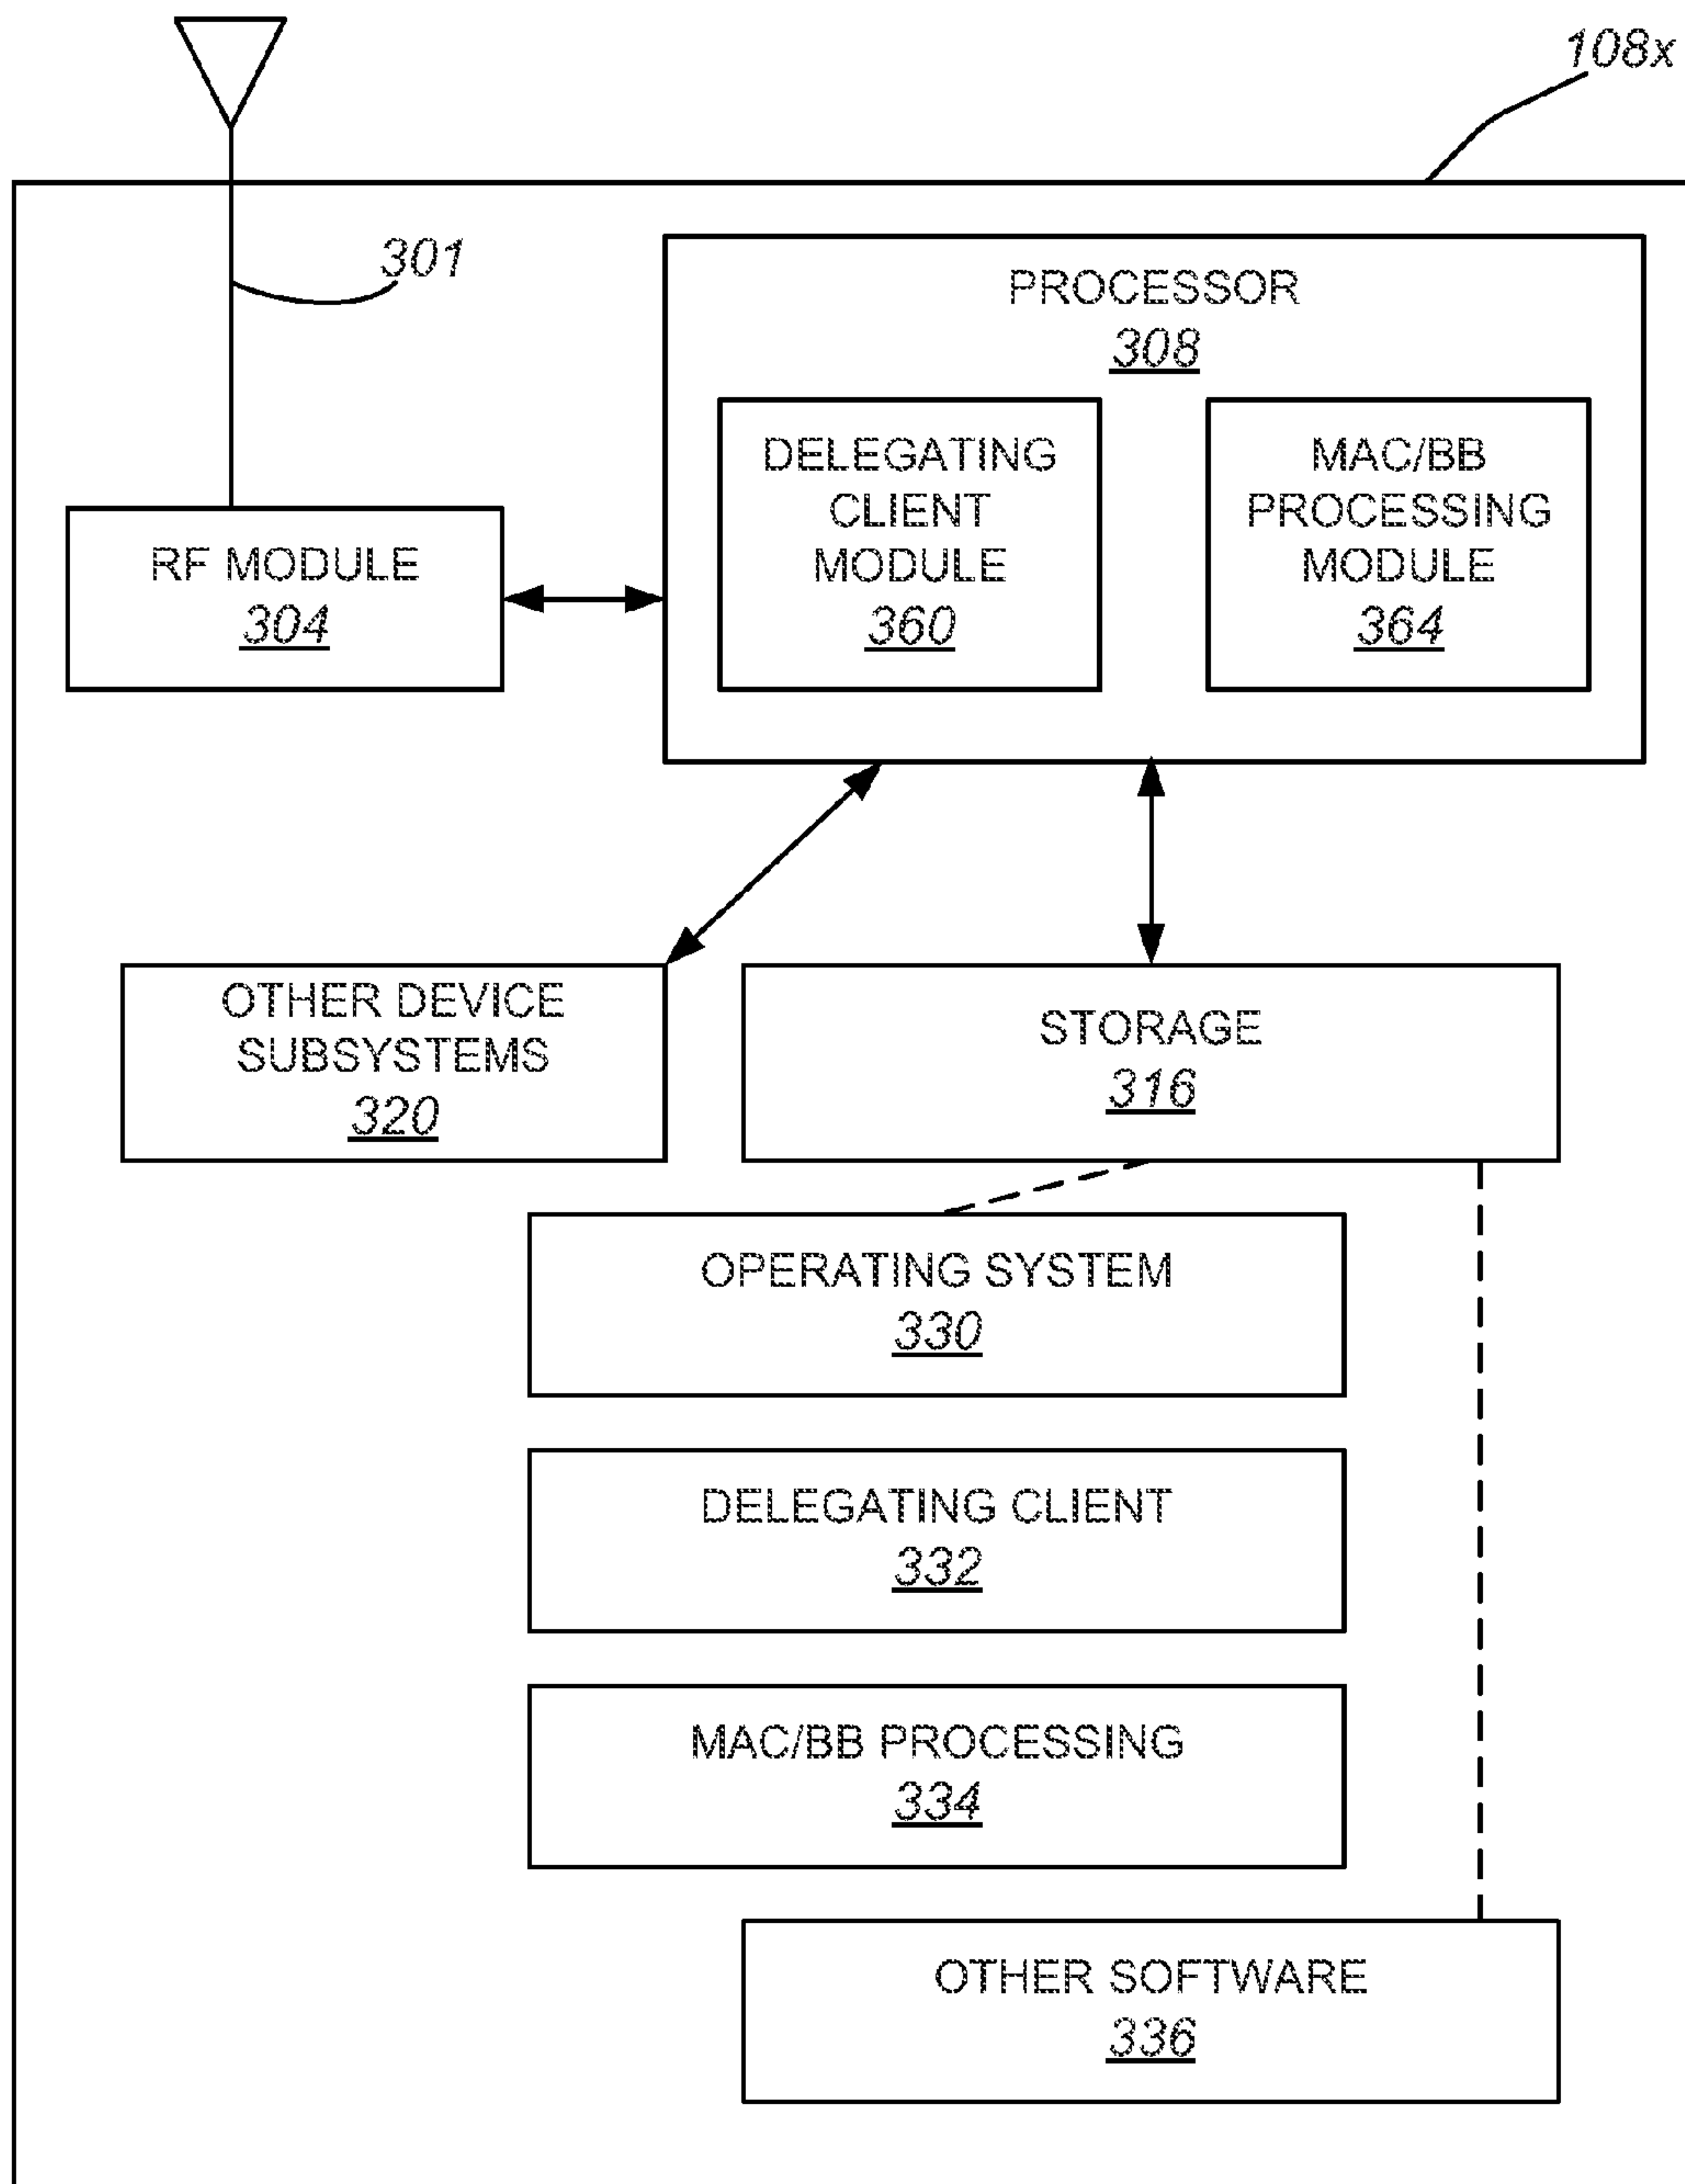 108x
301
PROCESSOR
308
DELEGATING
CLIENT
MODULE
360
MAC/BB
PROCESSING
MODULE
364
RF MODULE
304
OTHER DEVICE
SUBSYSTEMS
320
STORAGE
316
OPERATING SYSTEM
330
DELEGATING CLIENT
332
MAC/BB PROCESSING
334
OTHER SOFTWARE
336